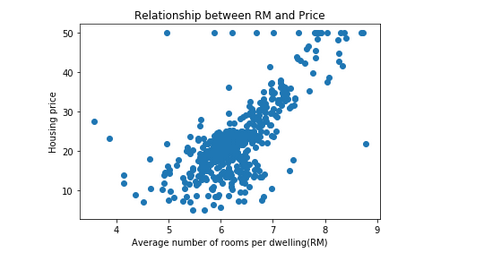 Relationship between RM and Price
Housing price
50
40
30
20
10
4 5 6 7 8 9
Average number of rooms per dwelling(RM)